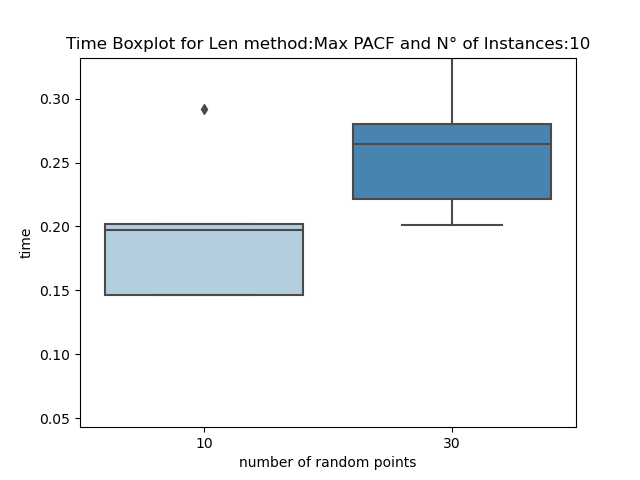 Time Boxplot for Len method:Max PACF and N° of Instances:10
0.30
0.25
0.20
0.15
0.10
0.05
time
10
30
number of random points